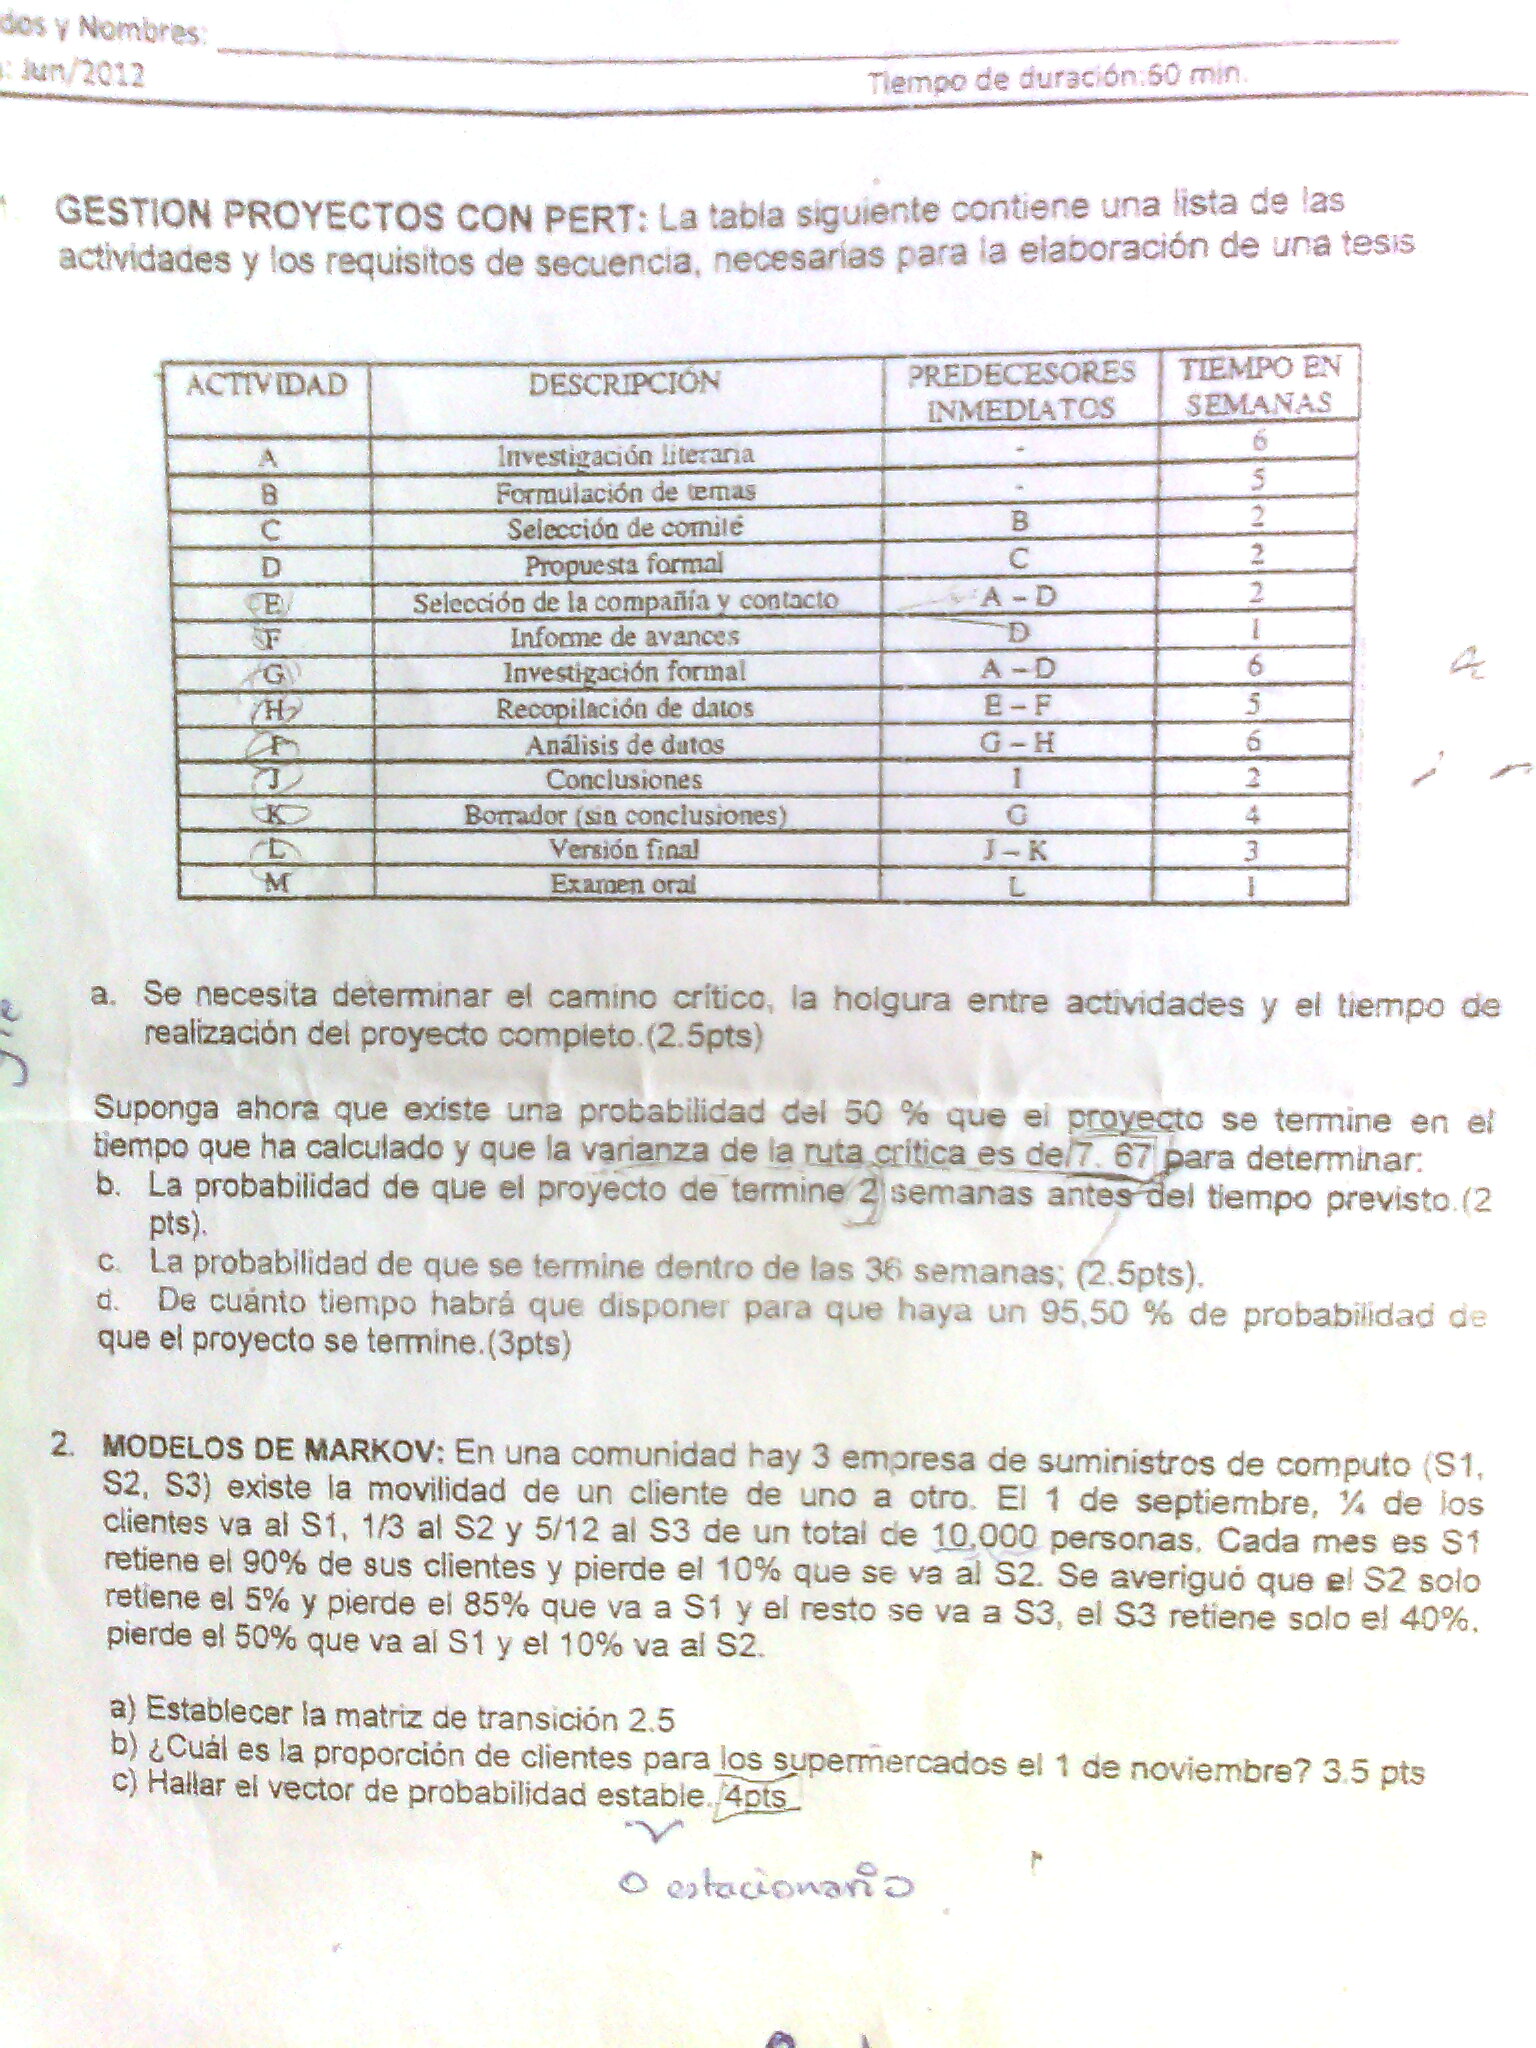 dos y Nombres:
: Jun/2012 Tiempo de duración:60 min.
GESTION PROYECTOS CON PERT: La tabla siguiente contiene una lista de las
actividades y los requisitos de secuencia, necesarias para la elaboración de una tesis
ACTIVIDAD DESCRIPCIÓN PREDECESORES INMEDIATOS TIEMPO EN SEMANAS
A Investigación literaria - 6
B Formulación de temas - 5
C Selección de comité B 2
D Propuesta formal C 2
E Selección de la compañía y contacto A – D 2
F Informe de avances D 1
G Investigación formal A – D 6
H Recopilación de datos E – F 5
I Análisis de datos G – H 6
J Conclusiones I 2
K Borrador (sin conclusiones) G 4
L Versión final J – K 3
M Examen oral L 1
a. Se necesita determinar el camino crítico, la holgura entre actividades y el tiempo de
realización del proyecto completo.(2.5pts)
Suponga ahora que existe una probabilidad del 50 % que el proyecto se termine en el
tiempo que ha calculado y que la varianza de la ruta crítica es de 7. 67 para determinar:
b. La probabilidad de que el proyecto de termine 2 semanas antes del tiempo previsto.(2
pts).
c. La probabilidad de que se termine dentro de las 36 semanas; (2.5pts).
d. De cuánto tiempo habrá que disponer para que haya un 95,50 % de probabilidad de
que el proyecto se termine.(3pts)
2. MODELOS DE MARKOV: En una comunidad hay 3 empresa de suministros de computo (S1,
S2, S3) existe la movilidad de un cliente de uno a otro. El 1 de septiembre, ¼ de los
clientes va al S1, 1/3 al S2 y 5/12 al S3 de un total de 10.000 personas. Cada mes es S1
retiene el 90% de sus clientes y pierde el 10% que se va al S2. Se averiguó que el S2 solo
retiene el 5% y pierde el 85% que va a S1 y el resto se va a S3, el S3 retiene solo el 40%,
pierde el 50% que va al S1 y el 10% va al S2.
a) Establecer la matriz de transición 2.5
b) ¿Cuál es la proporción de clientes para los supermercados el 1 de noviembre? 3.5 pts
c) Hallar el vector de probabilidad estable. 4pts
o estacionario